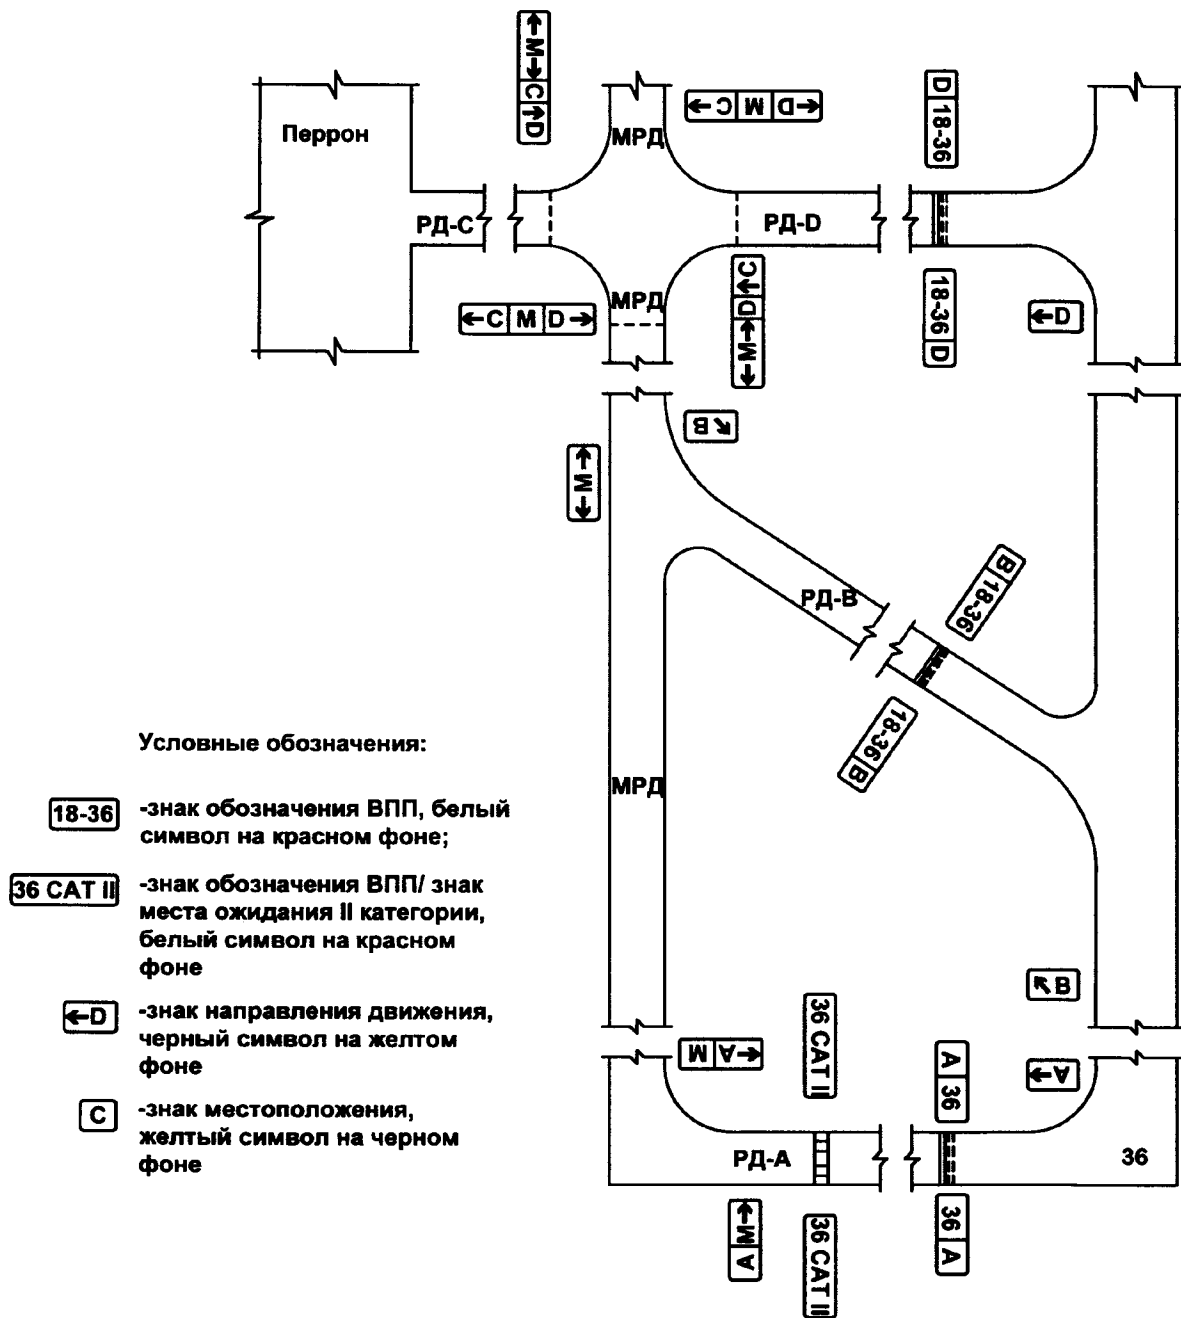 ←M→C↑D
←C M D→
D 18-36
Перрон
МРД
РД-C
РД-D
МРД
←C M D→
←M→D↑C
18-36 D
←D
B↗
←M→
РД-B
B 18-36
18-36 B
Условные обозначения:
МРД
18-36 -знак обозначения ВПП, белый
символ на красном фоне;
36 CAT II -знак обозначения ВПП/ знак
места ожидания II категории,
белый символ на красном
фоне
←D -знак направления движения,
черный символ на желтом
фоне
C -знак местоположения,
желтый символ на черном
фоне
↖B
M A→
36 CAT II
A 36
←A
РД-A
36
A M→
36 CAT II
36 A